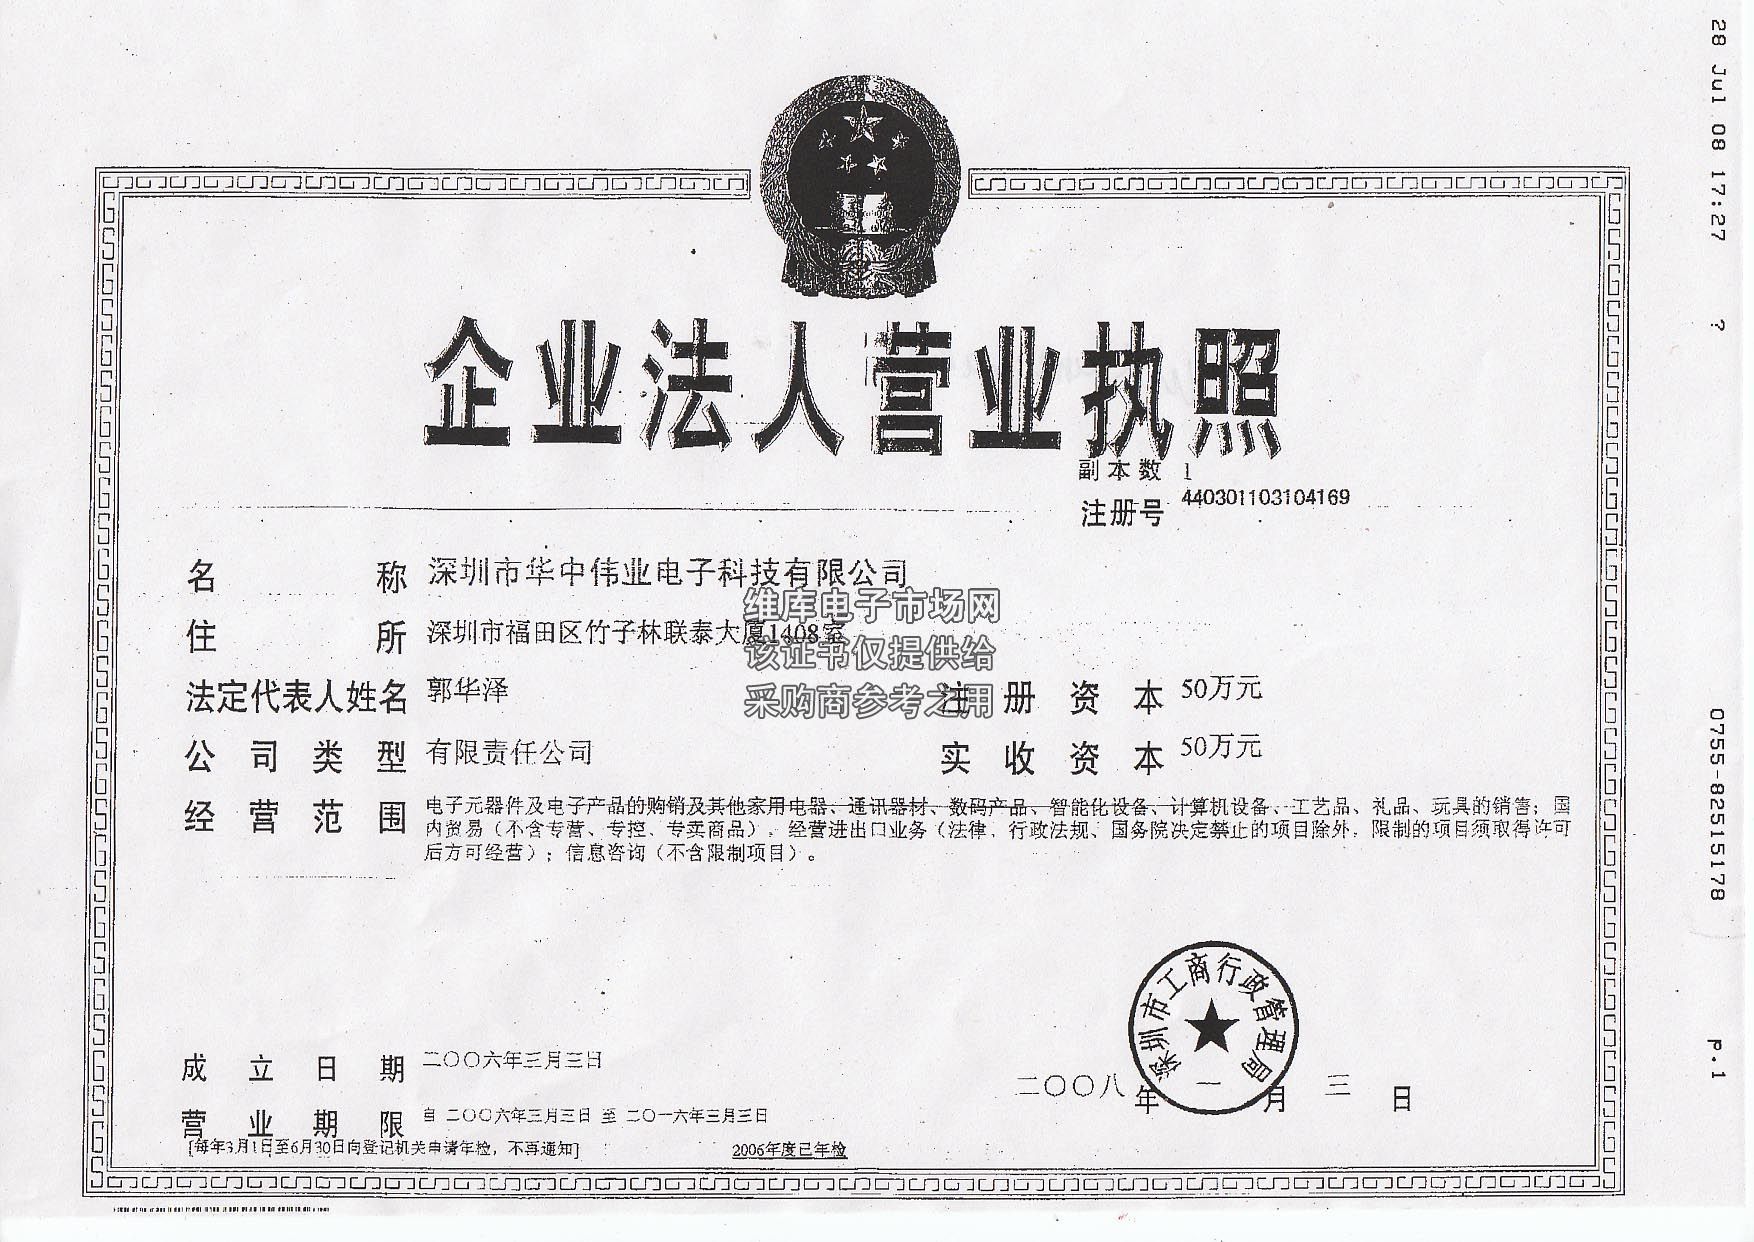 企业法人营业执照
副本数 1
注册号 440301103104169
名 称 深圳市华中伟业电子科技有限公司
住 所 深圳市福田区竹子林联泰大厦1408室
法定代表人姓名 郭华泽 注册资本 50万元
公司类型 有限责任公司 实收资本 50万元
经营范围 电子元器件及电子产品的购销及其他家用电器、通讯器材、数码产品、智能化设备、计算机设备、工艺品、礼品、玩具的销售；国
内贸易（不含专营、专控、专卖商品），经营进出口业务（法律、行政法规、国务院决定禁止的项目除外，限制的项目须取得许可
后方可经营）；信息咨询（不含限制项目）。
维库电子市场网
该证书仅提供给
采购商参考之用
深圳市工商行政管理局
成立日期 二〇〇六年三月三日
二〇〇八年一月三日
营业期限 自 二〇〇六年三月三日 至 二〇一六年三月三日
[每年3月1日至6月30日向登记机关申请年检，不再通知] 2006年度已年检
28 Jul 08 17:27 ? 0755-82515178 P.1